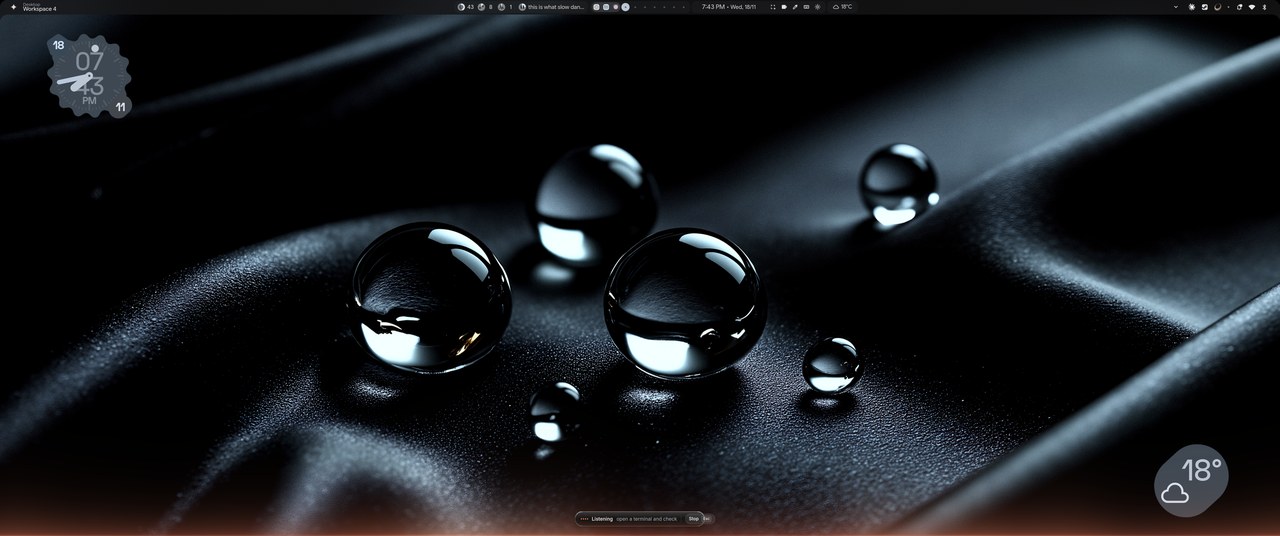 Desktop
Workspace 4
43
8
1
this is what slow dan...
7:43 PM • Wed, 18/11
18°C
18
07
43
PM
11
18°
Listening open a terminal and check Stop Esc